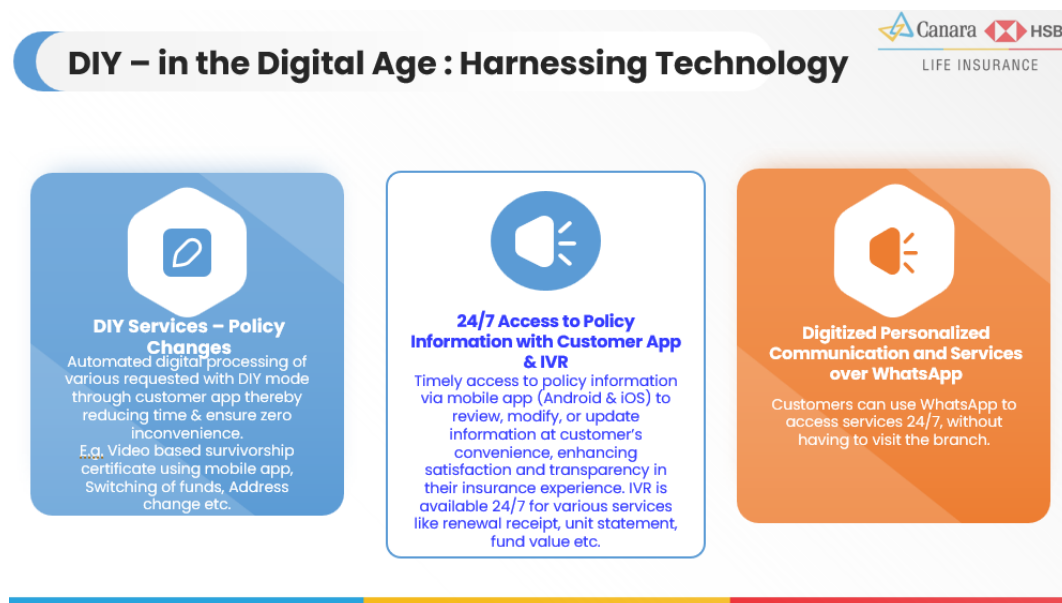 DIY – in the Digital Age : Harnessing Technology
Canara HSB
LIFE INSURANCE
DIY Services – Policy
Changes
Automated digital processing of
various requested with DIY mode
through customer app thereby
reducing time & ensure zero
inconvenience.
E.g. Video based survivorship
certificate using mobile app,
Switching of funds, Address
change etc.
24/7 Access to Policy
Information with Customer App
& IVR
Timely access to policy information
via mobile app (Android & iOS) to
review, modify, or update
information at customer’s
convenience, enhancing
satisfaction and transparency in
their insurance experience. IVR is
available 24/7 for various services
like renewal receipt, unit statement,
fund value etc.
Digitized Personalized
Communication and Services
over WhatsApp
Customers can use WhatsApp to
access services 24/7, without
having to visit the branch.